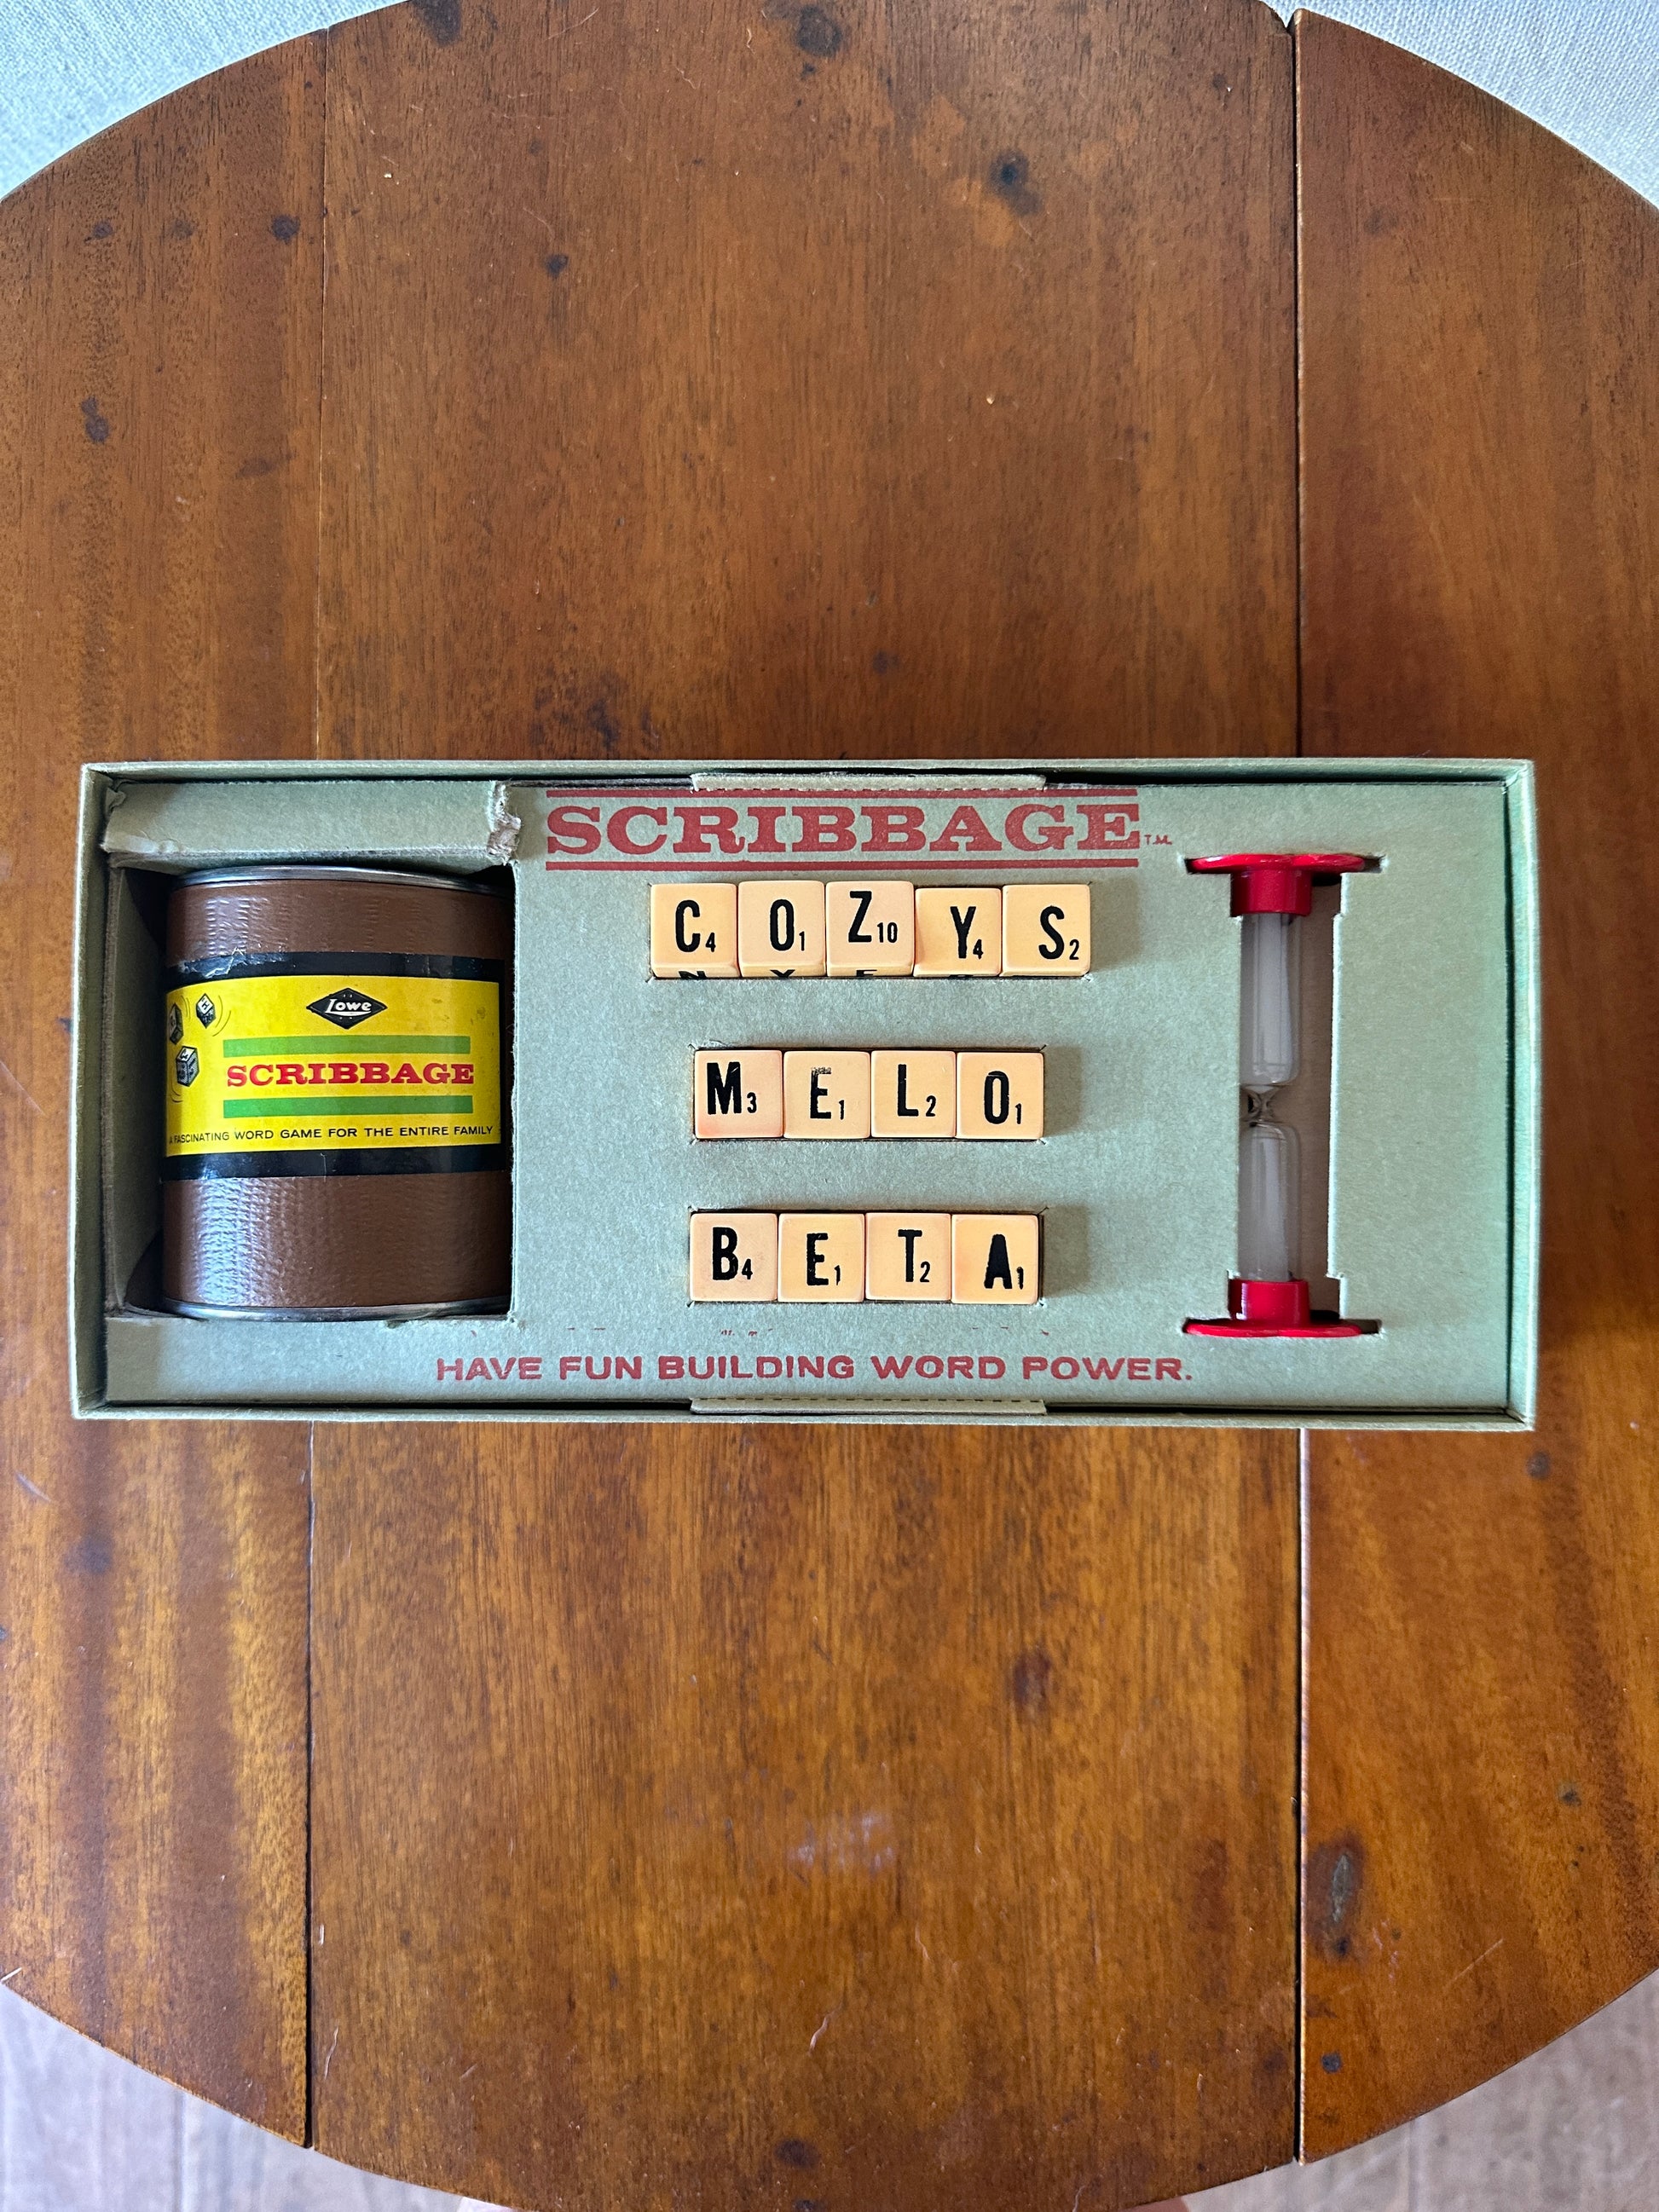 SCRIBBAGE T.M.
C4 O1 Z10 Y4 S2
Lowe
SCRIBBAGE
A FASCINATING WORD GAME FOR THE ENTIRE FAMILY
M3 E1 L2 O1
B4 E1 T2 A1
HAVE FUN BUILDING WORD POWER.